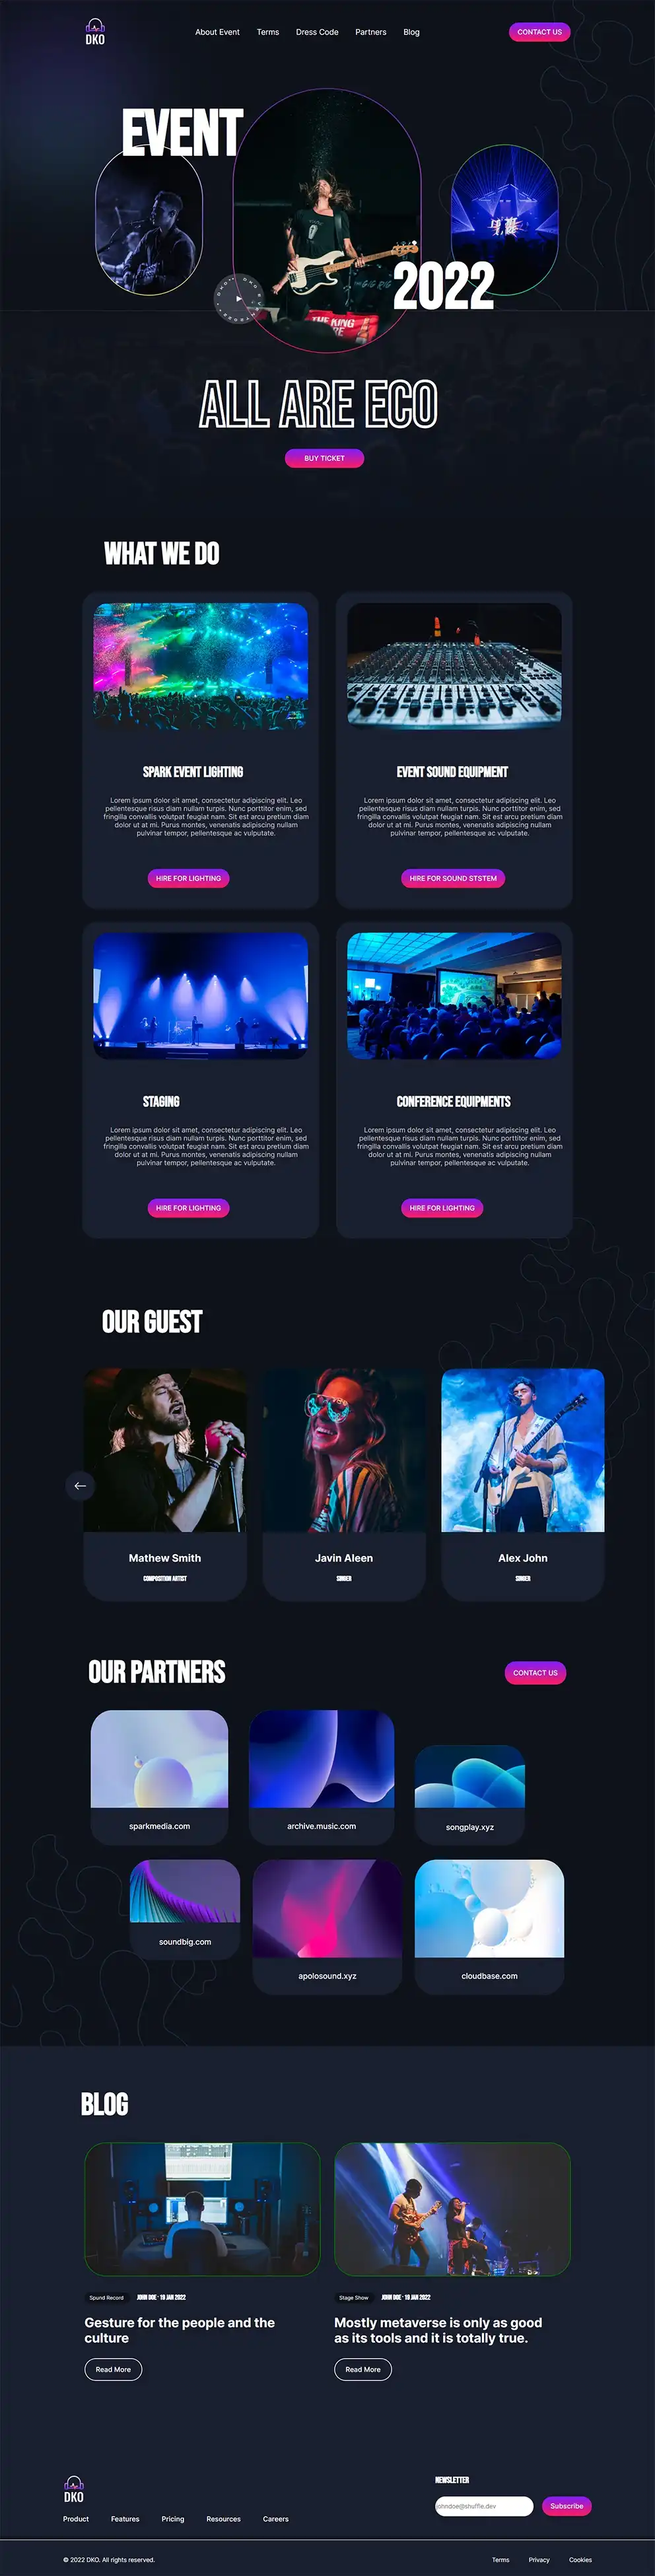 DKO
About Event
Terms
Dress Code
Partners
Blog
CONTACT US
EVENT
THE KING
2022
ALL ARE ECO
BUY TICKET
WHAT WE DO
SPARK EVENT LIGHTING
Lorem ipsum dolor sit amet, consectetur adipiscing elit. Leo
pellentesque risus diam nullam turpis. Nunc porttitor enim, sed
fringilla convallis volutpat feugiat nam. Sit est arcu pretium diam
dolor ut at mi. Purus montes, venenatis adipiscing nullam
pulvinar tempor, pellentesque ac vulputate.
HIRE FOR LIGHTING
EVENT SOUND EQUIPMENT
Lorem ipsum dolor sit amet, consectetur adipiscing elit. Leo
pellentesque risus diam nullam turpis. Nunc porttitor enim, sed
fringilla convallis volutpat feugiat nam. Sit est arcu pretium diam
dolor ut at mi. Purus montes, venenatis adipiscing nullam
pulvinar tempor, pellentesque ac vulputate.
HIRE FOR SOUND STSTEM
STAGING
Lorem ipsum dolor sit amet, consectetur adipiscing elit. Leo
pellentesque risus diam nullam turpis. Nunc porttitor enim, sed
fringilla convallis volutpat feugiat nam. Sit est arcu pretium diam
dolor ut at mi. Purus montes, venenatis adipiscing nullam
pulvinar tempor, pellentesque ac vulputate.
HIRE FOR LIGHTING
CONFERENCE EQUIPMENTS
Lorem ipsum dolor sit amet, consectetur adipiscing elit. Leo
pellentesque risus diam nullam turpis. Nunc porttitor enim, sed
fringilla convallis volutpat feugiat nam. Sit est arcu pretium diam
dolor ut at mi. Purus montes, venenatis adipiscing nullam
pulvinar tempor, pellentesque ac vulputate.
HIRE FOR LIGHTING
OUR GUEST
Mathew Smith
COMPOSITION ARTIST
Javin Aleen
SINGER
Alex John
SINGER
OUR PARTNERS
CONTACT US
sparkmedia.com
archive.music.com
songplay.xyz
soundbig.com
apolosound.xyz
cloudbase.com
BLOG
Spund Record
JOHN DOE · 19 JAN 2022
Gesture for the people and the
culture
Read More
Stage Show
JOHN DOE · 19 JAN 2022
Mostly metaverse is only as good
as its tools and it is totally true.
Read More
DKO
Product
Features
Pricing
Resources
Careers
NEWSLETTER
johndoe@shuffle.dev
Subscribe
© 2022 DKO. All rights reserved.
Terms
Privacy
Cookies